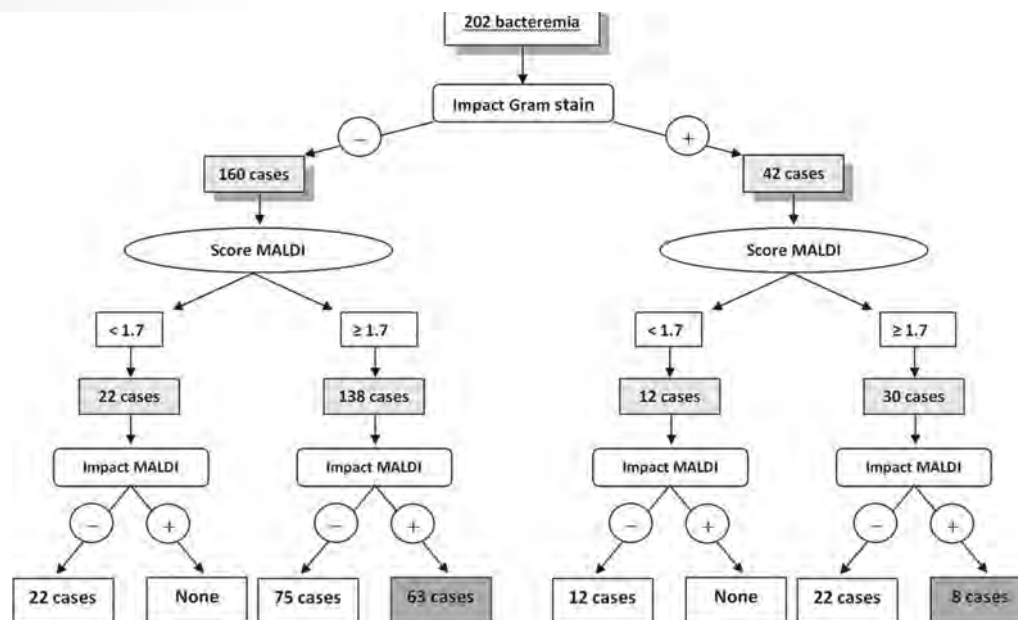 202 bacteremia
Impact Gram stain
− +
160 cases 42 cases
Score MALDI Score MALDI
< 1.7 ≥ 1.7 < 1.7 ≥ 1.7
22 cases 138 cases 12 cases 30 cases
Impact MALDI Impact MALDI Impact MALDI Impact MALDI
− + − + − + − +
22 cases None 75 cases 63 cases 12 cases None 22 cases 8 cases